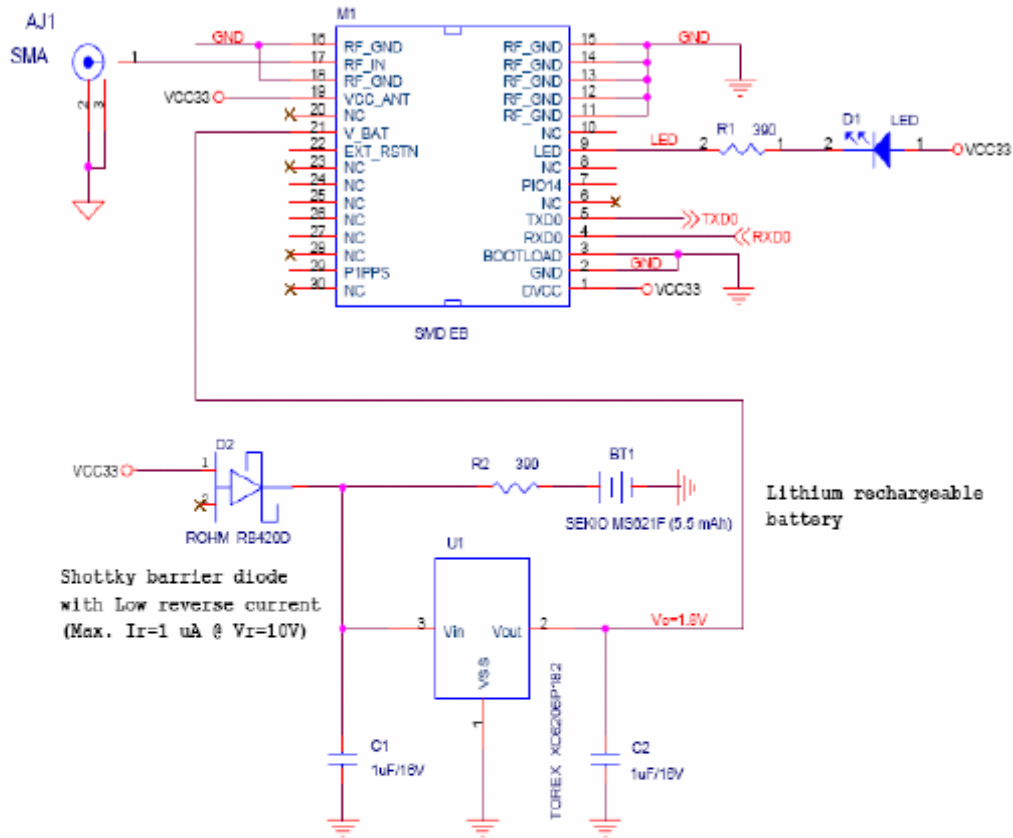 AJ1
SMA
1
2
3
M1
GND
16 RF_GND
17 RF_IN
18 RF_GND
VCC33 19 VCC_ANT
20 NC
21 V_BAT
22 EXT_RSTN
23 NC
24 NC
25 NC
26 NC
27 NC
28 NC
29 P1PPS
30 NC
RF_GND 15 GND
RF_GND 14
RF_GND 13
RF_GND 12
RF_GND 11
NC 10
LED 9 LED
NC 8
PIO14 7
NC 6
TXD0 5 TXD0
RXD0 4 RXD0
BOOTLOAD 3
GND 2 GND
DVCC 1 VCC33
SMD EB
R1 390
2 1
D1 LED
2 1 VCC33
D2
VCC33 1
2
ROHM RB420D
Shottky barrier diode
with Low reverse current
(Max. Ir=1 uA @ Vr=10V)
R2 390
BT1
SEKIO MS621F (5.5 mAh)
Lithium rechargeable
battery
U1
3 Vin
Vout 2
VSS
1
Vo=1.8V
TOREX XC6206P182
C1
1uF/16V
C2
1uF/16V